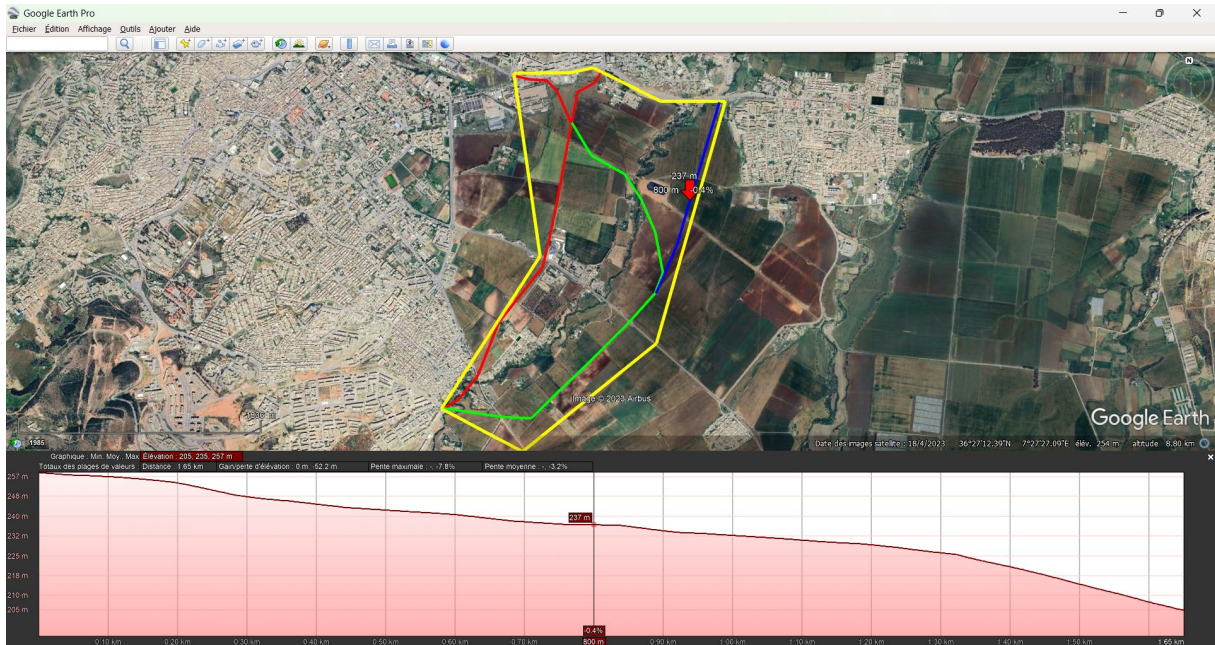 Google Earth Pro
Fichier Édition Affichage Outils Ajouter Aide
N
237 m
800 m -0.4%
Image © 2023 Airbus
Google Earth
1985
Date des images satellite : 18/4/2023 36°27'12.39"N 7°27'27.09"E élév. 254 m altitude 8.80 km
Graphique : Min. Moy., Max Élévation : 205, 235, 257 m
Totaux des plages de valeurs : Distance : 1.65 km Gain/perte d'élévation : 0 m, -52.2 m Pente maximale : -, -7.8% Pente moyenne : -, -3.2%
257 m
248 m
240 m
237 m
232 m
225 m
218 m
210 m
205 m
-0.4%
0.10 km 0.20 km 0.30 km 0.40 km 0.50 km 0.60 km 0.70 km 800 m 0.90 km 1.00 km 1.10 km 1.20 km 1.30 km 1.40 km 1.50 km 1.65 km